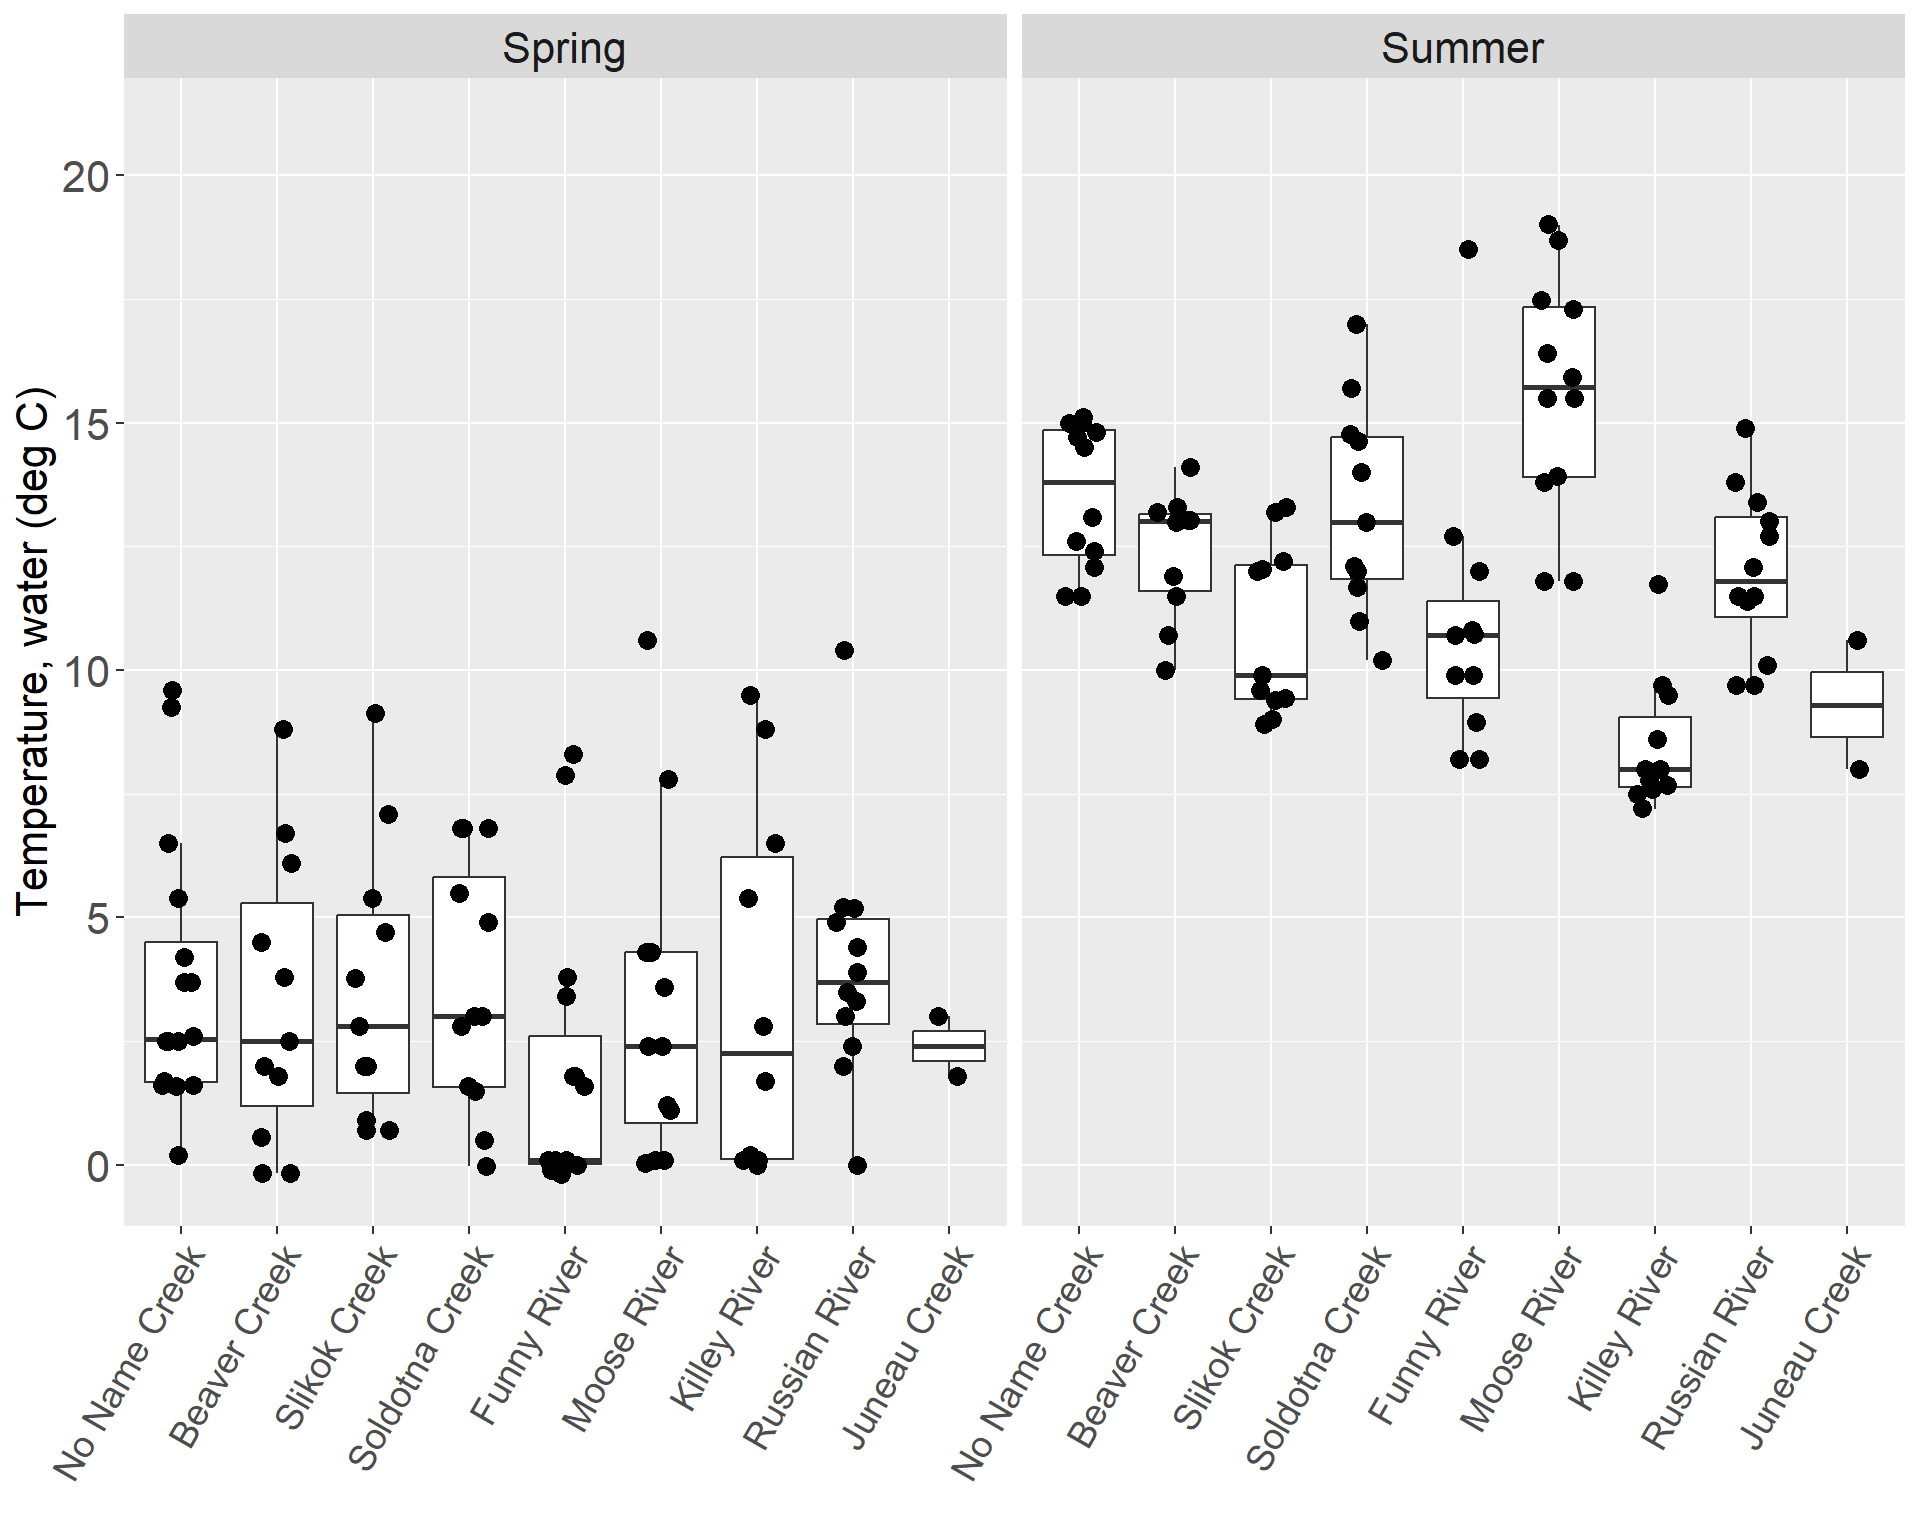 Spring
Summer
Temperature, water (deg C)
20
15
10
5
0
No Name Creek
Beaver Creek
Slikok Creek
Soldotna Creek
Funny River
Moose River
Killey River
Russian River
Juneau Creek
No Name Creek
Beaver Creek
Slikok Creek
Soldotna Creek
Funny River
Moose River
Killey River
Russian River
Juneau Creek